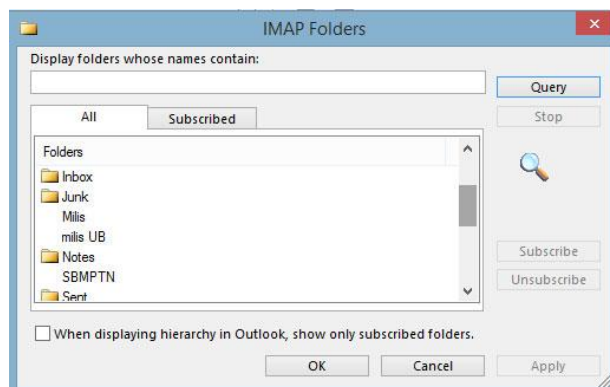 IMAP Folders
Display folders whose names contain:
Query
All
Subscribed
Stop
Folders
Inbox
Junk
Milis
milis UB
Notes
SBMPTN
Sent
Subscribe
Unsubscribe
When displaying hierarchy in Outlook, show only subscribed folders.
OK
Cancel
Apply